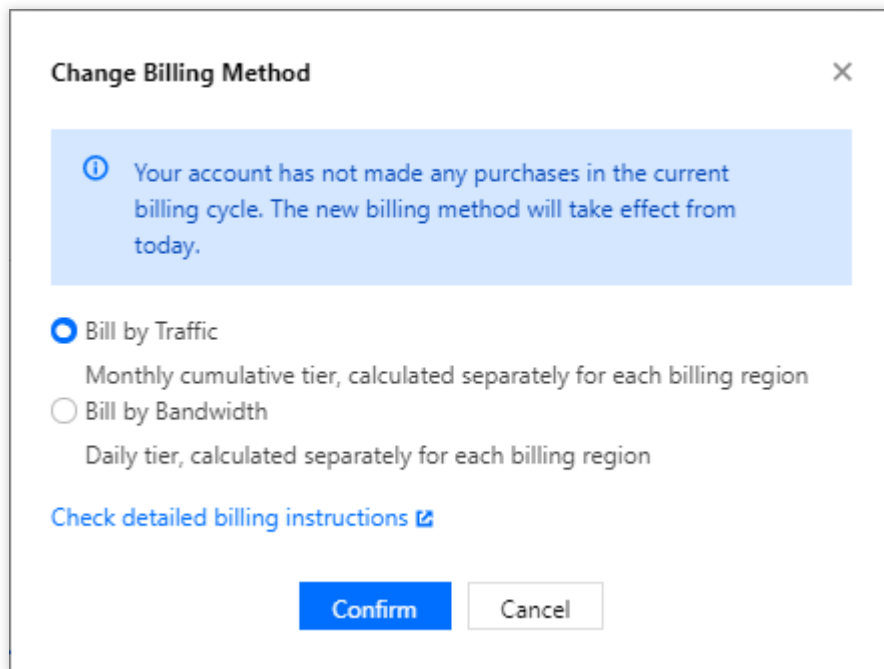 Change Billing Method
Your account has not made any purchases in the current
billing cycle. The new billing method will take effect from
today.
Bill by Traffic
Monthly cumulative tier, calculated separately for each billing region
Bill by Bandwidth
Daily tier, calculated separately for each billing region
Check detailed billing instructions
Confirm Cancel